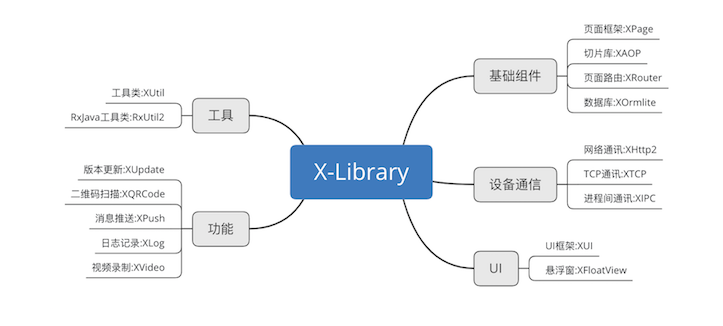 X-Library
基础组件
页面框架:XPage
切片库:XAOP
页面路由:XRouter
数据库:XOrmlite
设备通信
网络通讯:XHttp2
TCP通讯:XTCP
进程间通讯:XIPC
UI
UI框架:XUI
悬浮窗:XFloatView
工具
工具类:XUtil
RxJava工具类:RxUtil2
功能
版本更新:XUpdate
二维码扫描:XQRCode
消息推送:XPush
日志记录:XLog
视频录制:XVideo